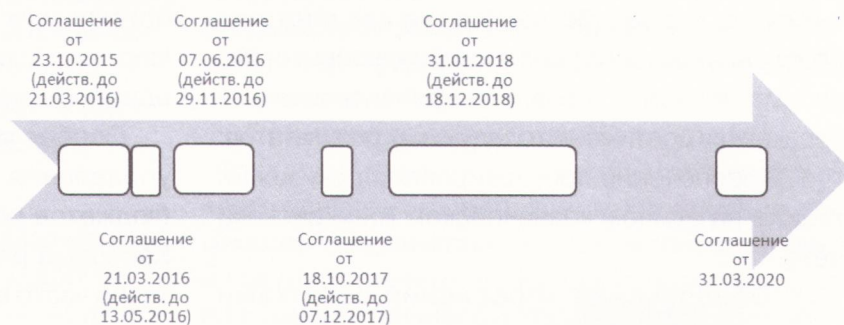 Соглашение
от
23.10.2015
(действ. до
21.03.2016)
Соглашение
от
07.06.2016
(действ. до
29.11.2016)
Соглашение
от
31.01.2018
(действ. до
18.12.2018)
Соглашение
от
21.03.2016
(действ. до
13.05.2016)
Соглашение
от
18.10.2017
(действ. до
07.12.2017)
Соглашение
от
31.03.2020